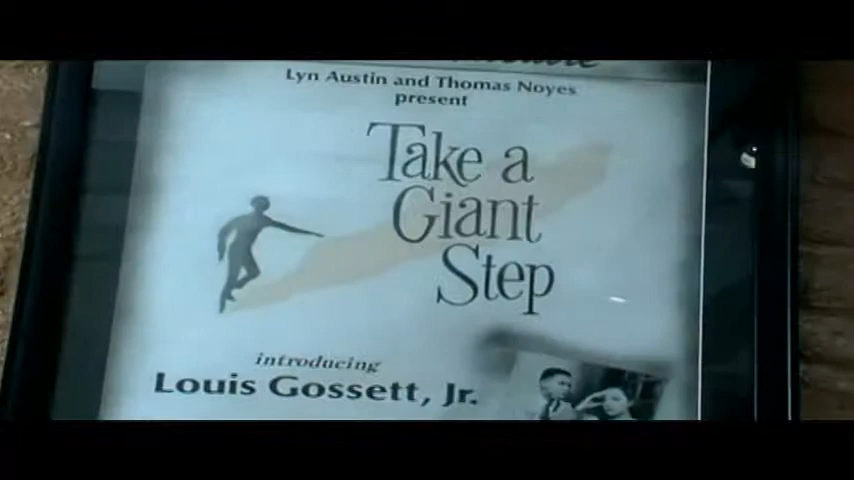 Lyn Austin and Thomas Noyes
present
Take a
Giant
Step
introducing
Louis Gossett, Jr.